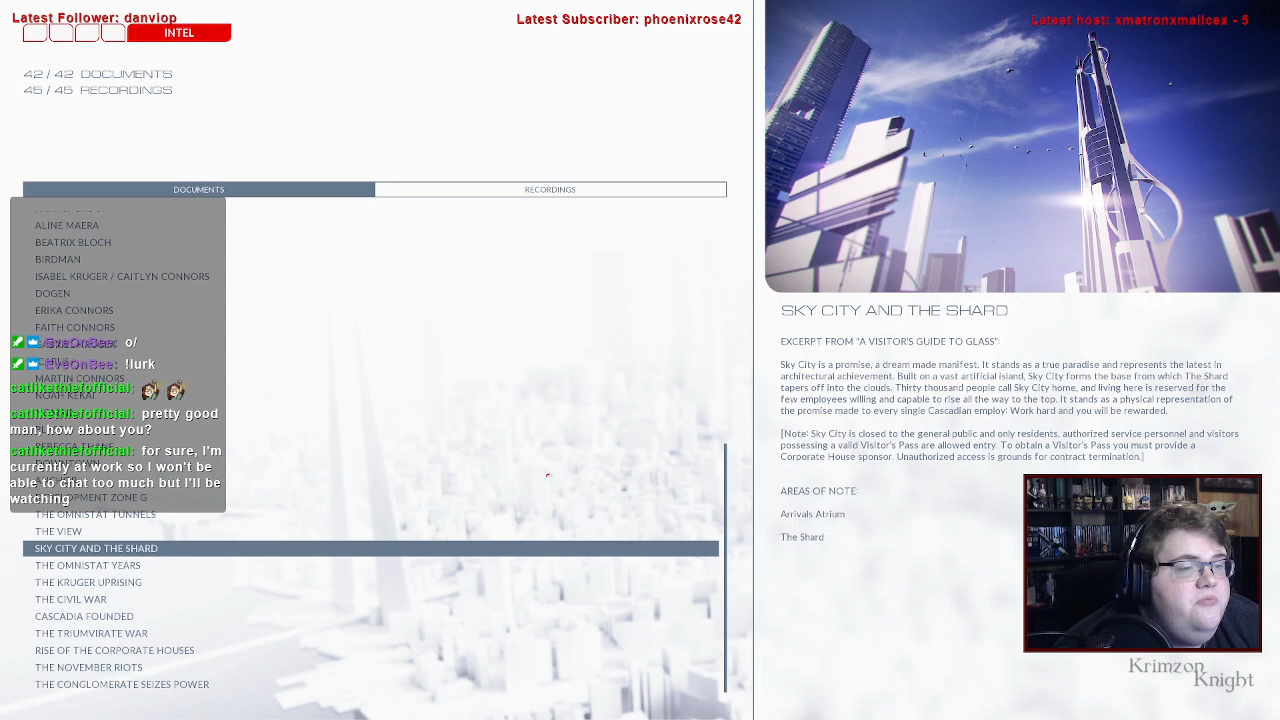 Latest Follower: danviop
Latest Subscriber: phoenixrose42
Latest host: xmatronxmalicex - 5
INTEL
42 / 42 DOCUMENTS
45 / 45 RECORDINGS
DOCUMENTS
RECORDINGS
ALINE MAERA
BEATRIX BLOCH
BIRDMAN
ISABEL KRUGER / CAITLYN CONNORS
DOGEN
ERIKA CONNORS
FAITH CONNORS
EveOnBee: o/
EveOnBee: !lurk
MARTIN CONNORS
catlikethiefofficial:
NOAH KEKAI
catlikethiefofficial: pretty good
man, how about you?
REBECCA THANE
catlikethiefofficial: for sure, I'm
currently at work so I won't be
able to chat too much but I'll be
watching
DOWNTOWN
DEVELOPMENT ZONE G
THE OMNISTAT TUNNELS
THE VIEW
SKY CITY AND THE SHARD
THE OMNISTAT YEARS
THE KRUGER UPRISING
THE CIVIL WAR
CASCADIA FOUNDED
THE TRIUMVIRATE WAR
RISE OF THE CORPORATE HOUSES
THE NOVEMBER RIOTS
THE CONGLOMERATE SEIZES POWER
SKY CITY AND THE SHARD
EXCERPT FROM "A VISITOR'S GUIDE TO GLASS":
Sky City is a promise, a dream made manifest. It stands as a true paradise and represents the latest in
architectural achievement. Built on a vast artificial island, Sky City forms the base from which The Shard
tapers off into the clouds. Thirty thousand people call Sky City home, and living here is reserved for the
few employees willing and capable to rise all the way to the top. It stands as a physical representation of
the promise made to every single Cascadian employ: Work hard and you will be rewarded.
[Note: Sky City is closed to the general public and only residents, authorized service personnel and visitors
possessing a valid Visitor's Pass are allowed entry. To obtain a Visitor's Pass you must provide a
Corporate House sponsor. Unauthorized access is grounds for contract termination.]
AREAS OF NOTE:
Arrivals Atrium
The Shard
Krimzon
Knight